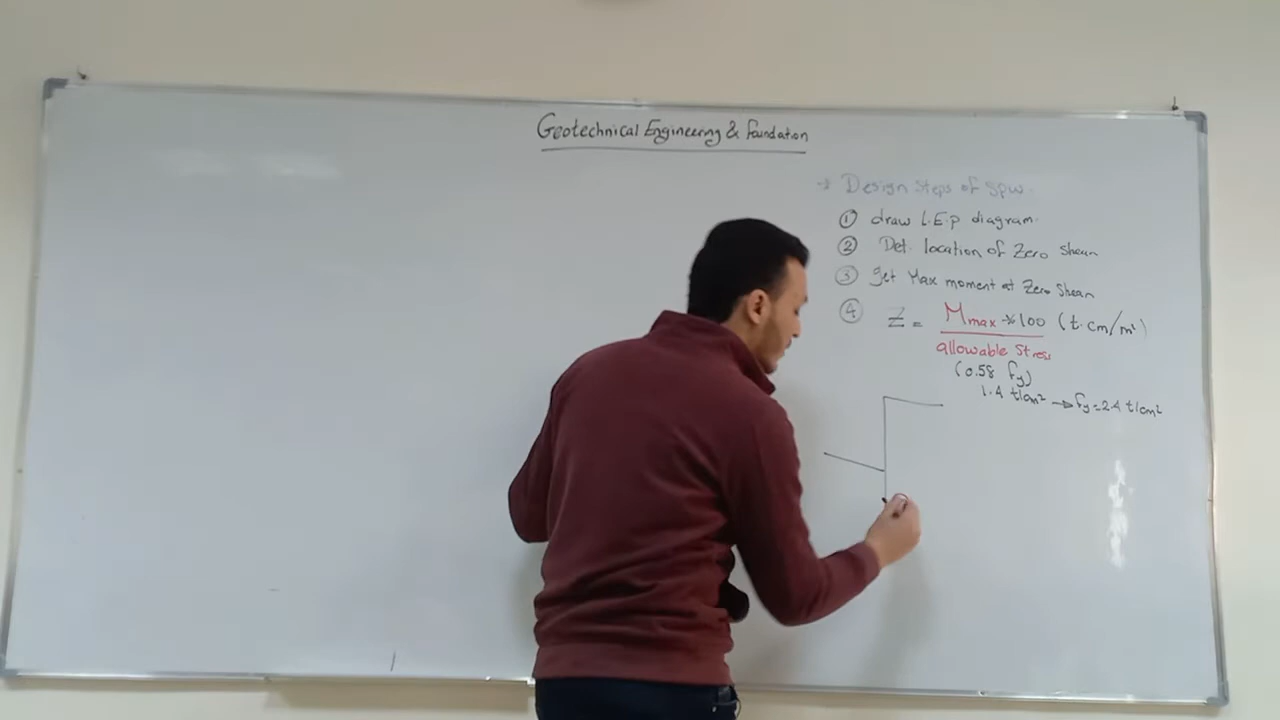 Geotechnical Engineering & Foundation
* Design Steps of Spw.
① draw L.E.p diagram.
② Det. location of Zero shear
③ get Max moment at Zero Shear
④ Z = Mmax * 100 (t.cm/m')
allowable Stress
(0.58 fy)
1.4 t/cm² → fy=2.4 t/cm²